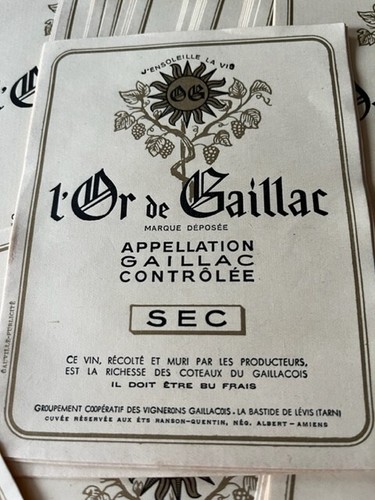 J'ENSOLEILLE LA VIE
OG
l'Or de Gaillac
MARQUE DÉPOSÉE
APPELLATION
GAILLAC
CONTRÔLÉE
SEC
CE VIN, RÉCOLTÉ ET MURI PAR LES PRODUCTEURS,
EST LA RICHESSE DES COTEAUX DU GAILLACOIS
IL DOIT ÊTRE BU FRAIS
GROUPEMENT COOPÉRATIF DES VIGNERONS GAILLACOIS - LA BASTIDE DE LÉVIS (TARN)
CUVÉE RÉSERVÉE AUX ÉTS RANSON-QUENTIN, NÉG. ALBERT - AMIENS